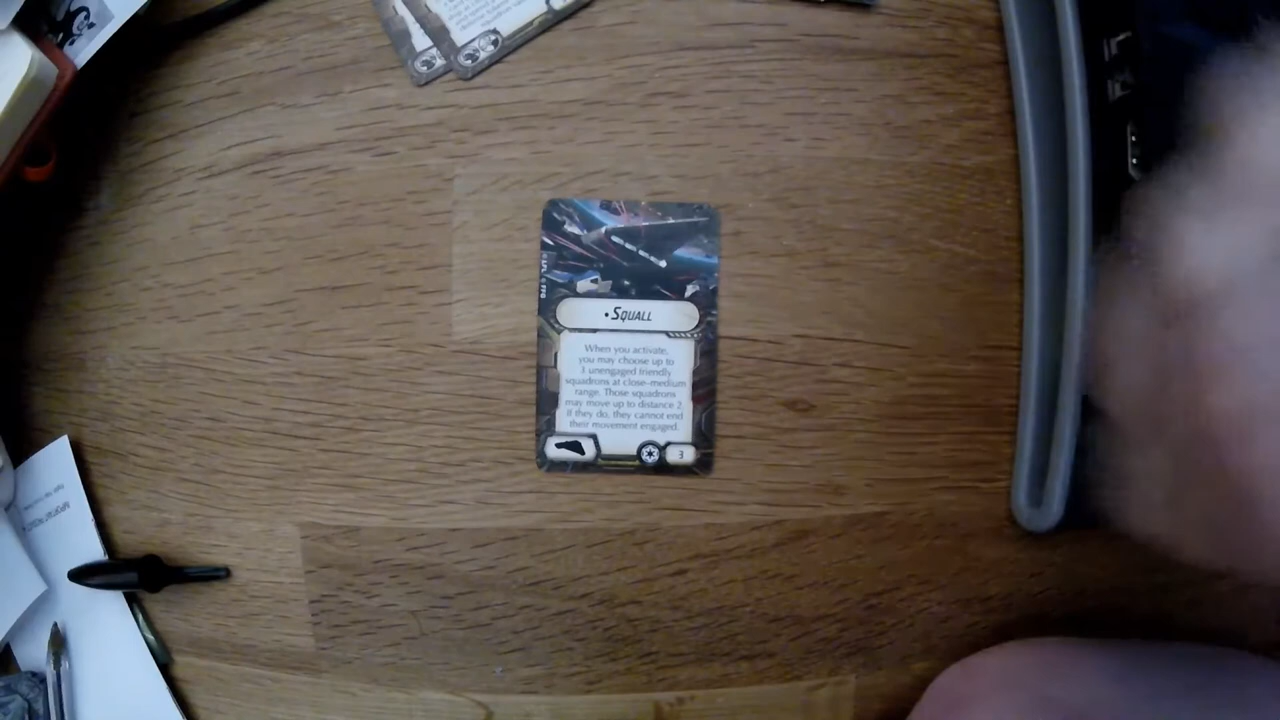 •SQUALL
When you activate,
you may choose up to
3 unengaged friendly
squadrons at close–medium
range. Those squadrons
may move up to distance 2.
If they do, they cannot end
their movement engaged.
3